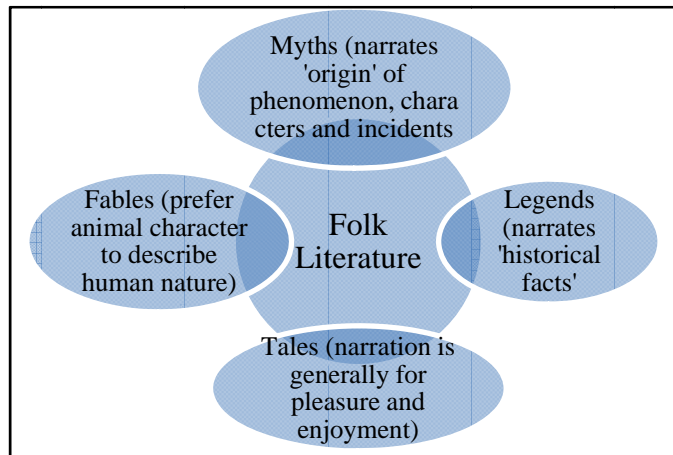 Myths (narrates
'origin' of
phenomenon, chara
cters and incidents
Fables (prefer
animal character
to describe
human nature)
Folk
Literature
Legends
(narrates
'historical
facts'
Tales (narration is
generally for
pleasure and
enjoyment)